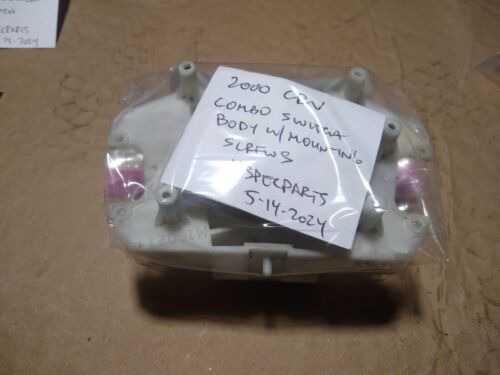 2000 CRV
COMBO SWITCH
BODY W/ MOUNTING
SCREWS
SPECPARTS
5-14-2024